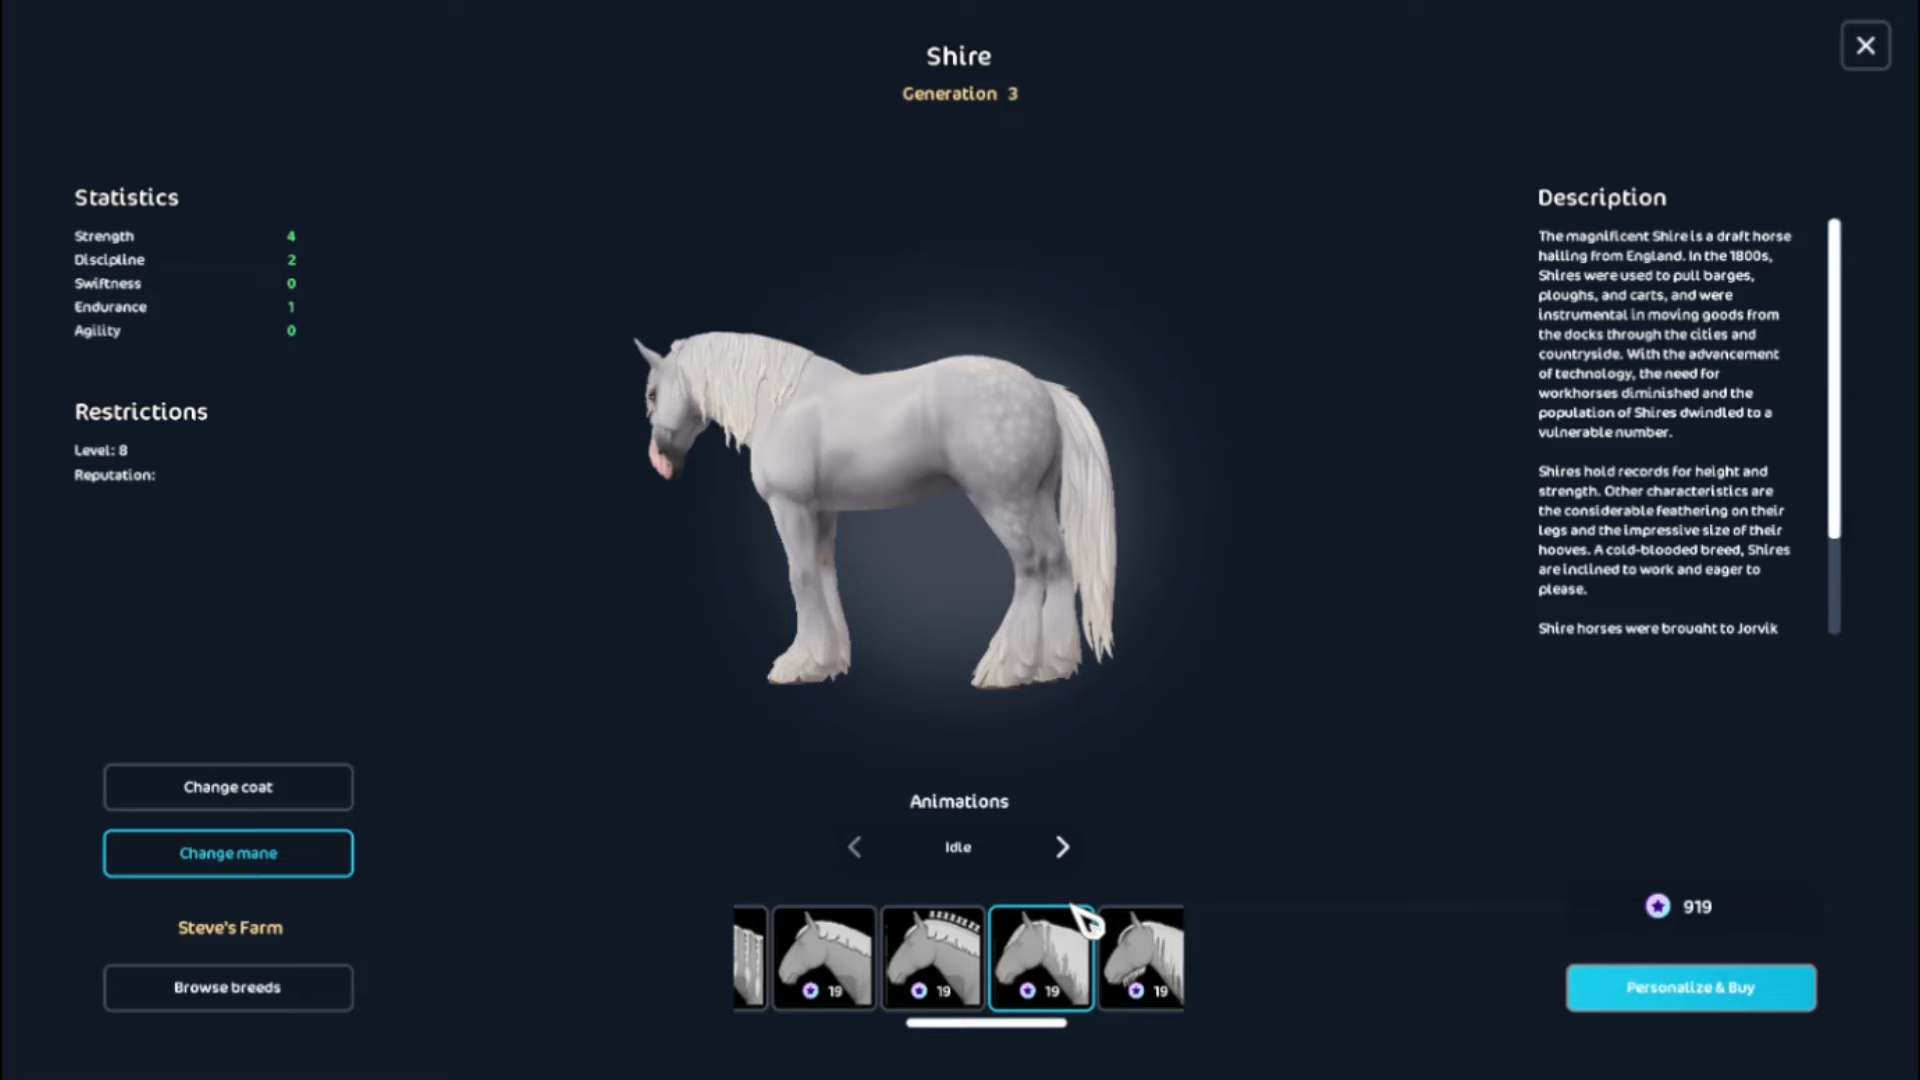 Shire
Generation 3
Statistics
Strength 4
Discipline 2
Swiftness 0
Endurance 1
Agility 0
Restrictions
Level: 8
Reputation:
Description
The magnificent Shire is a draft horse
hailing from England. In the 1800s,
Shires were used to pull barges,
ploughs, and carts, and were
instrumental in moving goods from
the docks through the cities and
countryside. With the advancement
of technology, the need for
workhorses diminished and the
population of Shires dwindled to a
vulnerable number.
Shires hold records for height and
strength. Other characteristics are
the considerable feathering on their
legs and the impressive size of their
hooves. A cold-blooded breed, Shires
are inclined to work and eager to
please.
Shire horses were brought to Jorvik
Change coat
Change mane
Steve's Farm
Browse breeds
Animations
Idle
19 19 19 19
919
Personalize & Buy